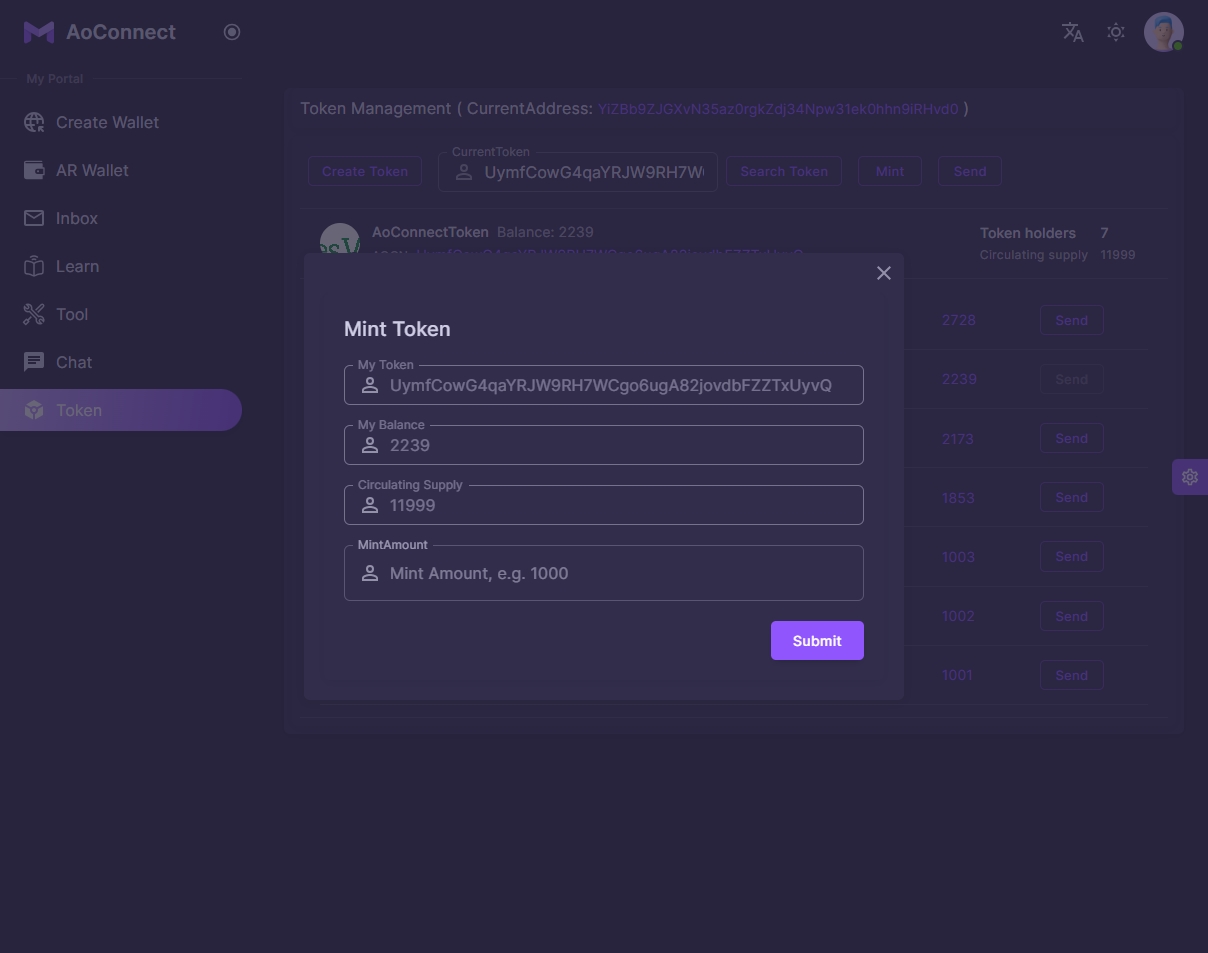 AoConnect
My Portal
Create Wallet
AR Wallet
Inbox
Learn
Tool
Chat
Token
Token Management ( CurrentAddress: YiZBb9ZJGXvN35az0rgkZdj34Npw31ek0hhn9iRHvd0 )
Create Token
CurrentToken
UymfCowG4qaYRJW9RH7W
Search Token
Mint
Send
AoConnectToken Balance: 2239
Token holders 7
Circulating supply 11999
Mint Token
My Token
UymfCowG4qaYRJW9RH7WCgo6ugA82jovdbFZZTxUyvQ
My Balance
2239
Circulating Supply
11999
MintAmount
Mint Amount, e.g. 1000
Submit
2728 Send
2239 Send
2173 Send
1853 Send
1003 Send
1002 Send
1001 Send